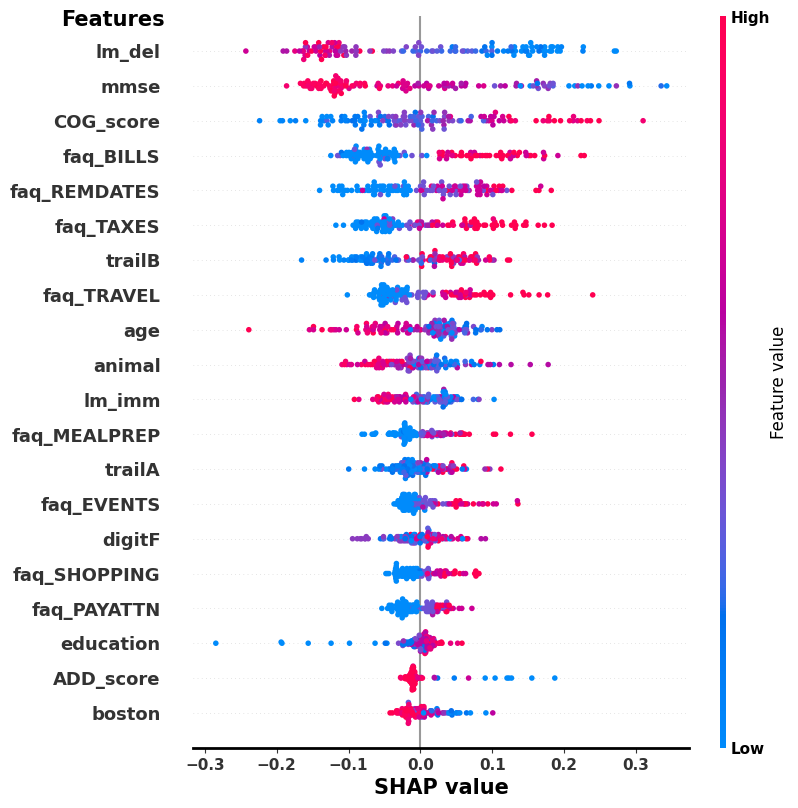 Features
High
lm_del
mmse
COG_score
faq_BILLS
faq_REMDATES
faq_TAXES
trailB
faq_TRAVEL
age
animal
lm_imm
faq_MEALPREP
trailA
faq_EVENTS
digitF
faq_SHOPPING
faq_PAYATTN
education
ADD_score
boston
Feature value
Low
−0.3 −0.2 −0.1 0.0 0.1 0.2 0.3
SHAP value